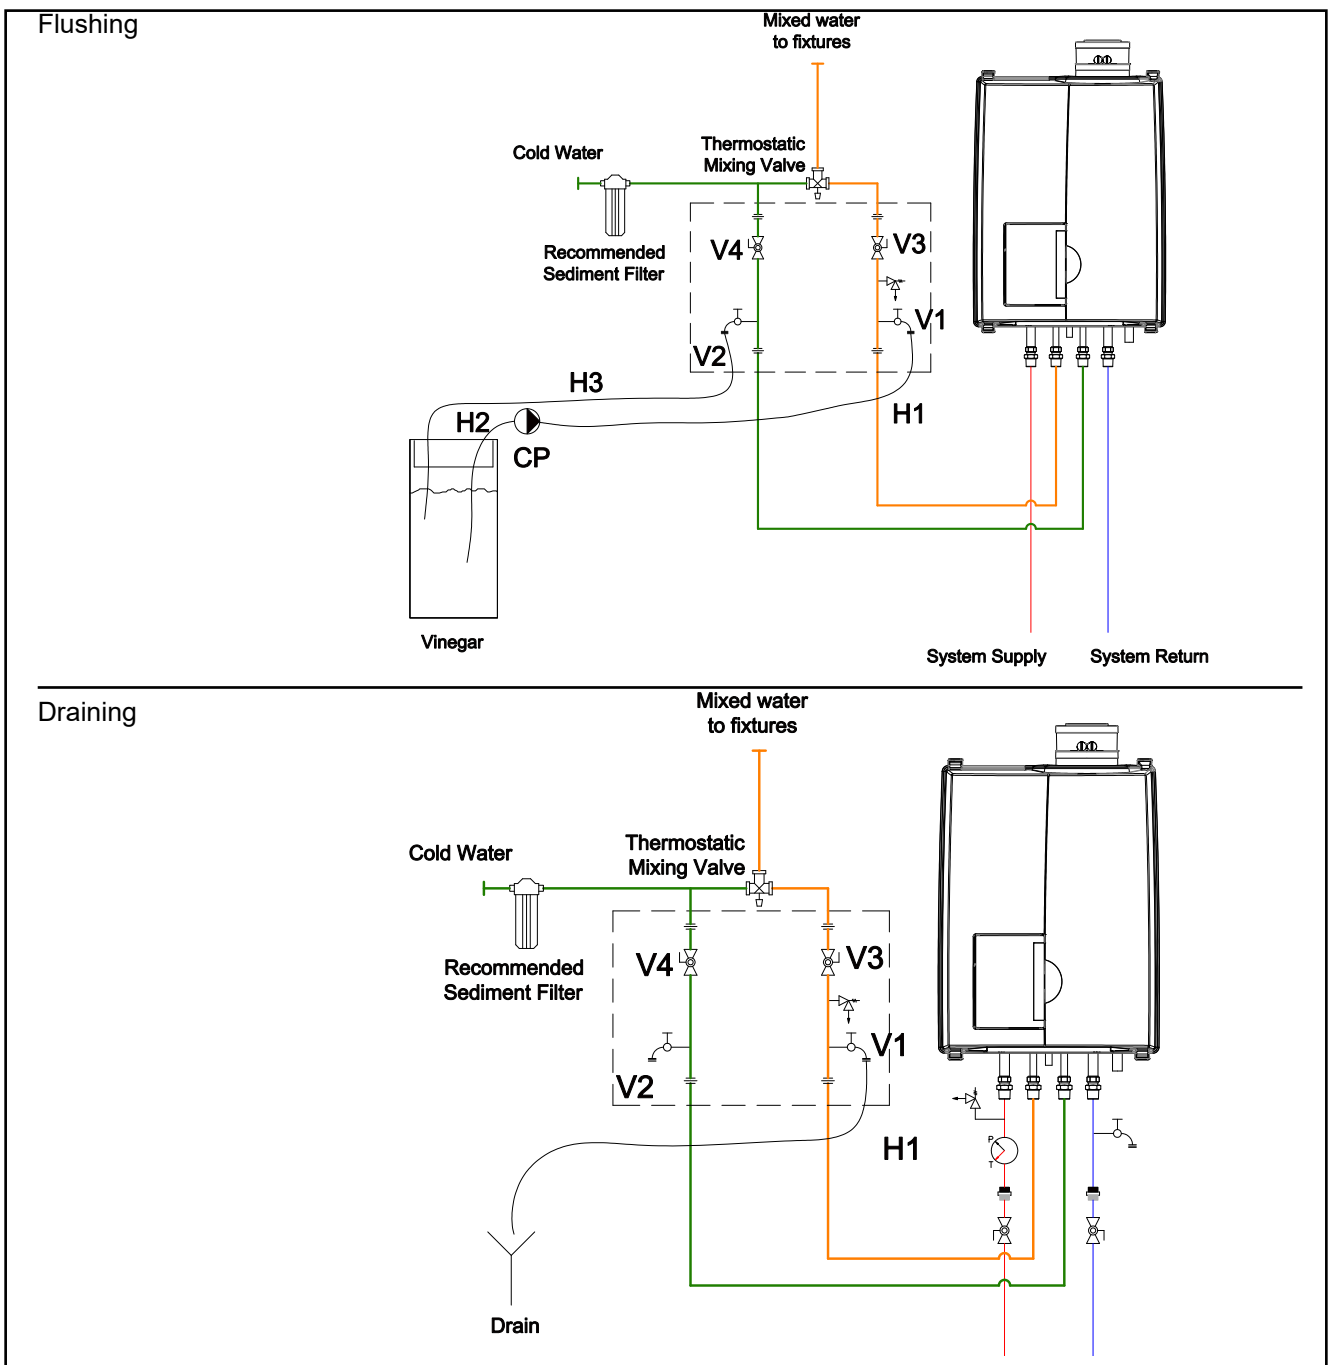 Flushing
Mixed water
to fixtures
Thermostatic
Mixing Valve
Cold Water
Recommended
Sediment Filter
V4
V3
V1
V2
H3
H2
H1
CP
Vinegar
System Supply
System Return
Draining
Mixed water
to fixtures
Thermostatic
Mixing Valve
Cold Water
Recommended
Sediment Filter
V4
V3
V1
V2
H1
P
T
Drain